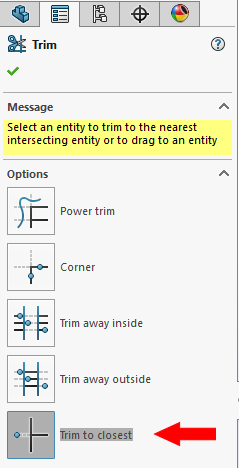 Trim
Message
Select an entity to trim to the nearest
intersecting entity or to drag to an entity
Options
Power trim
Corner
Trim away inside
Trim away outside
Trim to closest